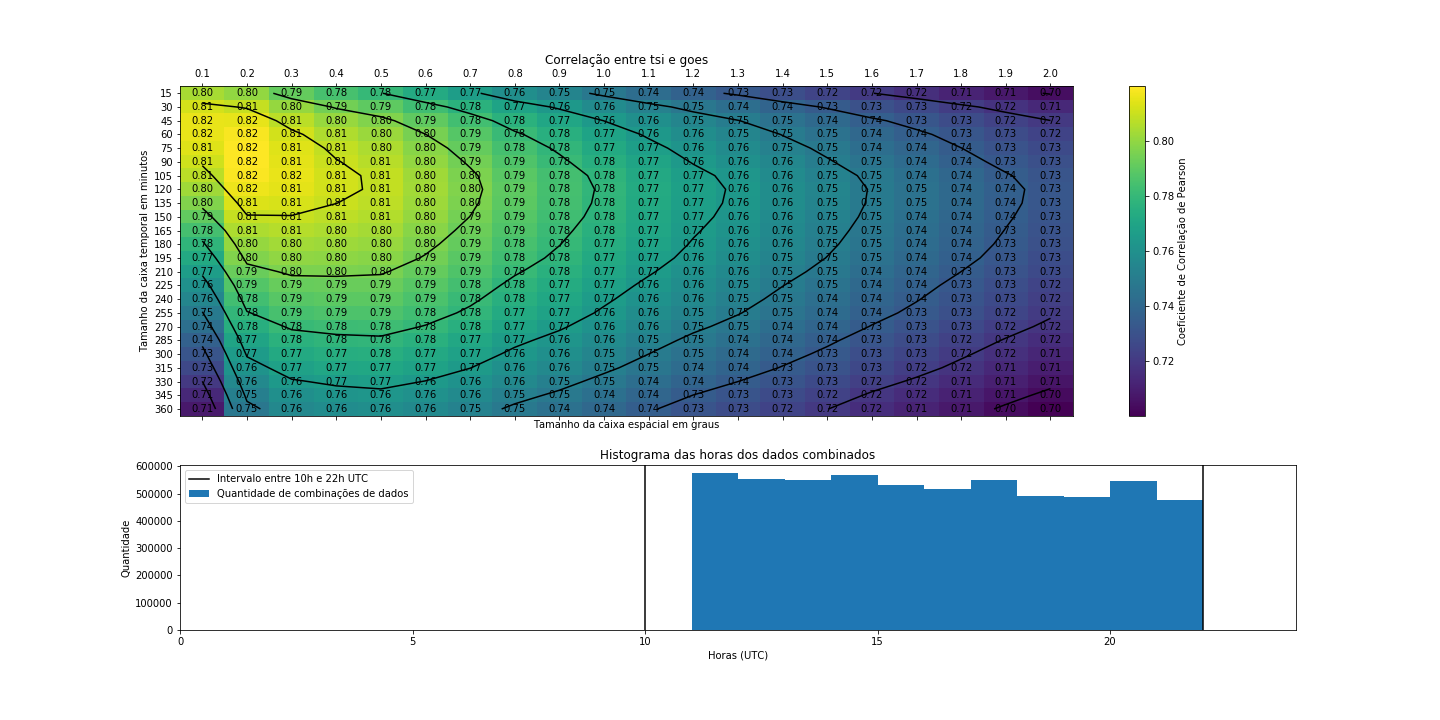 Correlação entre tsi e goes
0.1 0.2 0.3 0.4 0.5 0.6 0.7 0.8 0.9 1.0 1.1 1.2 1.3 1.4 1.5 1.6 1.7 1.8 1.9 2.0
15 0.80 0.80 0.79 0.78 0.78 0.77 0.77 0.76 0.75 0.75 0.74 0.74 0.73 0.73 0.72 0.72 0.72 0.71 0.71 0.70
30 0.81 0.81 0.80 0.79 0.79 0.78 0.78 0.77 0.76 0.76 0.75 0.75 0.74 0.74 0.73 0.73 0.73 0.72 0.72 0.71
45 0.82 0.82 0.81 0.80 0.80 0.79 0.79 0.78 0.77 0.76 0.76 0.75 0.75 0.75 0.74 0.74 0.73 0.73 0.72 0.72
60 0.82 0.82 0.81 0.81 0.80 0.80 0.79 0.78 0.78 0.77 0.76 0.76 0.75 0.75 0.74 0.74 0.74 0.73 0.73 0.72
75 0.81 0.82 0.81 0.81 0.80 0.80 0.79 0.79 0.78 0.77 0.77 0.76 0.76 0.75 0.75 0.74 0.74 0.74 0.73 0.73
90 0.81 0.82 0.81 0.81 0.81 0.80 0.79 0.79 0.78 0.78 0.77 0.76 0.76 0.75 0.75 0.75 0.74 0.74 0.73 0.73
105 0.81 0.82 0.82 0.81 0.81 0.80 0.80 0.79 0.78 0.78 0.77 0.77 0.76 0.76 0.75 0.75 0.74 0.74 0.74 0.73
120 0.80 0.82 0.81 0.81 0.81 0.80 0.80 0.79 0.79 0.78 0.77 0.77 0.76 0.76 0.75 0.75 0.75 0.74 0.74 0.73
135 0.80 0.81 0.81 0.81 0.81 0.80 0.80 0.79 0.78 0.78 0.77 0.77 0.76 0.76 0.75 0.75 0.75 0.74 0.74 0.73
150 0.79 0.81 0.81 0.81 0.81 0.80 0.79 0.79 0.78 0.78 0.77 0.77 0.76 0.76 0.75 0.75 0.74 0.74 0.74 0.73
165 0.78 0.81 0.81 0.80 0.80 0.80 0.79 0.79 0.78 0.78 0.77 0.77 0.76 0.76 0.75 0.75 0.74 0.74 0.73 0.73
180 0.78 0.80 0.80 0.80 0.80 0.80 0.79 0.78 0.78 0.77 0.77 0.76 0.76 0.75 0.75 0.75 0.74 0.74 0.73 0.73
195 0.77 0.80 0.80 0.80 0.80 0.79 0.79 0.78 0.78 0.77 0.77 0.76 0.76 0.75 0.75 0.74 0.74 0.74 0.73 0.73
210 0.77 0.79 0.80 0.80 0.80 0.79 0.79 0.78 0.78 0.77 0.77 0.76 0.76 0.75 0.75 0.74 0.74 0.73 0.73 0.73
225 0.76 0.79 0.79 0.79 0.79 0.79 0.78 0.78 0.77 0.77 0.76 0.76 0.75 0.75 0.75 0.74 0.74 0.73 0.73 0.72
240 0.76 0.78 0.79 0.79 0.79 0.78 0.78 0.78 0.77 0.77 0.76 0.76 0.75 0.75 0.74 0.74 0.74 0.73 0.73 0.72
255 0.75 0.78 0.79 0.79 0.79 0.78 0.78 0.77 0.77 0.76 0.76 0.75 0.75 0.74 0.74 0.74 0.73 0.73 0.72 0.72
270 0.74 0.77 0.78 0.78 0.78 0.78 0.77 0.77 0.77 0.76 0.76 0.75 0.75 0.74 0.74 0.73 0.73 0.73 0.72 0.72
285 0.74 0.77 0.78 0.78 0.78 0.77 0.77 0.77 0.76 0.76 0.75 0.75 0.74 0.74 0.74 0.73 0.73 0.72 0.72 0.72
300 0.73 0.77 0.77 0.77 0.78 0.77 0.77 0.76 0.76 0.75 0.75 0.75 0.74 0.74 0.73 0.73 0.73 0.72 0.72 0.71
315 0.73 0.76 0.77 0.77 0.77 0.77 0.77 0.76 0.76 0.75 0.75 0.74 0.74 0.73 0.73 0.73 0.72 0.72 0.71 0.71
330 0.72 0.76 0.76 0.77 0.77 0.76 0.76 0.76 0.75 0.75 0.74 0.74 0.74 0.73 0.73 0.72 0.72 0.71 0.71 0.71
345 0.71 0.75 0.76 0.76 0.76 0.76 0.76 0.75 0.75 0.74 0.74 0.73 0.73 0.73 0.72 0.72 0.72 0.71 0.71 0.70
360 0.71 0.75 0.76 0.76 0.76 0.76 0.75 0.75 0.74 0.74 0.74 0.73 0.73 0.72 0.72 0.72 0.71 0.71 0.70 0.70
Tamanho da caixa temporal em minutos
Tamanho da caixa espacial em graus
0.80
0.78
0.76
0.74
0.72
Coeficiente de Correlação de Pearson
Histograma das horas dos dados combinados
Intervalo entre 10h e 22h UTC
Quantidade de combinações de dados
600000
500000
400000
300000
200000
100000
0
Quantidade
0 5 10 15 20
Horas (UTC)